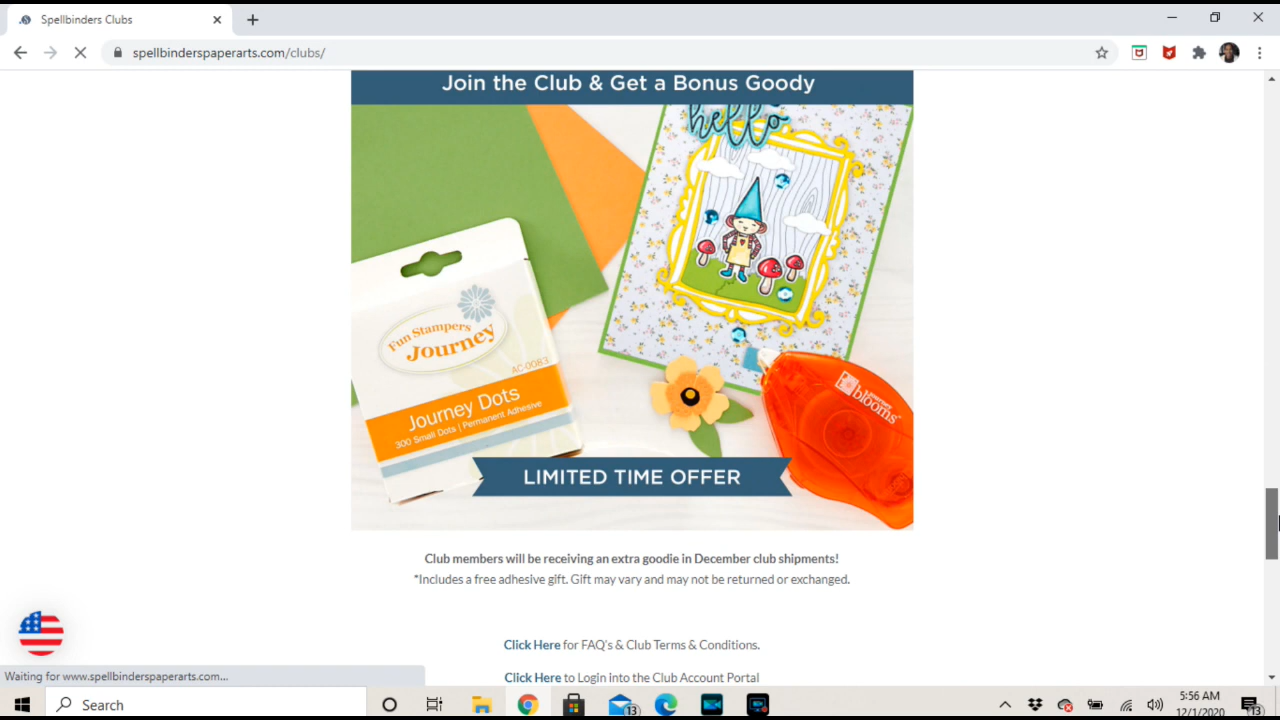 Spellbinders Clubs
spellbinderspaperarts.com/clubs/
Join the Club & Get a Bonus Goody
hello
Fun Stampers
Journey
AC-0083
Journey Dots
300 Small Dots | Permanent Adhesive
blooms
LIMITED TIME OFFER
Club members will be receiving an extra goodie in December club shipments!
*Includes a free adhesive gift. Gift may vary and may not be returned or exchanged.
Click Here for FAQ's & Club Terms & Conditions.
Click Here to Login into the Club Account Portal
Waiting for www.spellbinderspaperarts.com...
Search
13
5:56 AM
12/1/2020
13